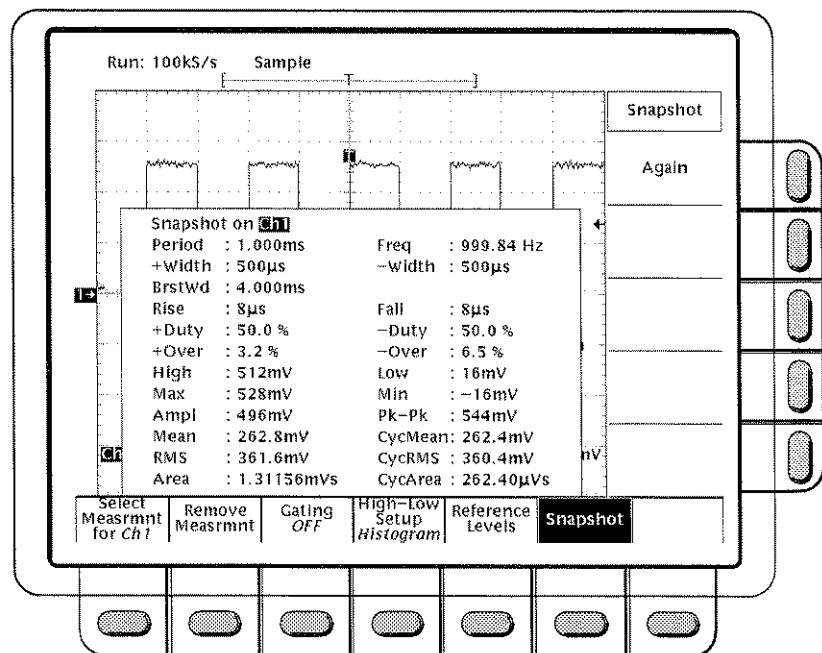 Run: 100kS/s Sample
T
Snapshot
Again
T
Snapshot on Ch1
Period : 1.000ms Freq : 999.84 Hz
+Width : 500µs −Width : 500µs
BrstWd : 4.000ms
1
Rise : 8µs Fall : 8µs
+Duty : 50.0 % −Duty : 50.0 %
+Over : 3.2 % −Over : 6.5 %
High : 512mV Low : 16mV
Max : 528mV Min : −16mV
Ampl : 496mV Pk−Pk : 544mV
Mean : 262.8mV CycMean: 262.4mV
Ch mV
RMS : 361.6mV CycRMS : 360.4mV
Area : 1.31156mVs CycArea : 262.40µVs
Select Measrmnt for Ch1
Remove Measrmnt
Gating OFF
High−Low Setup Histogram
Reference Levels
Snapshot